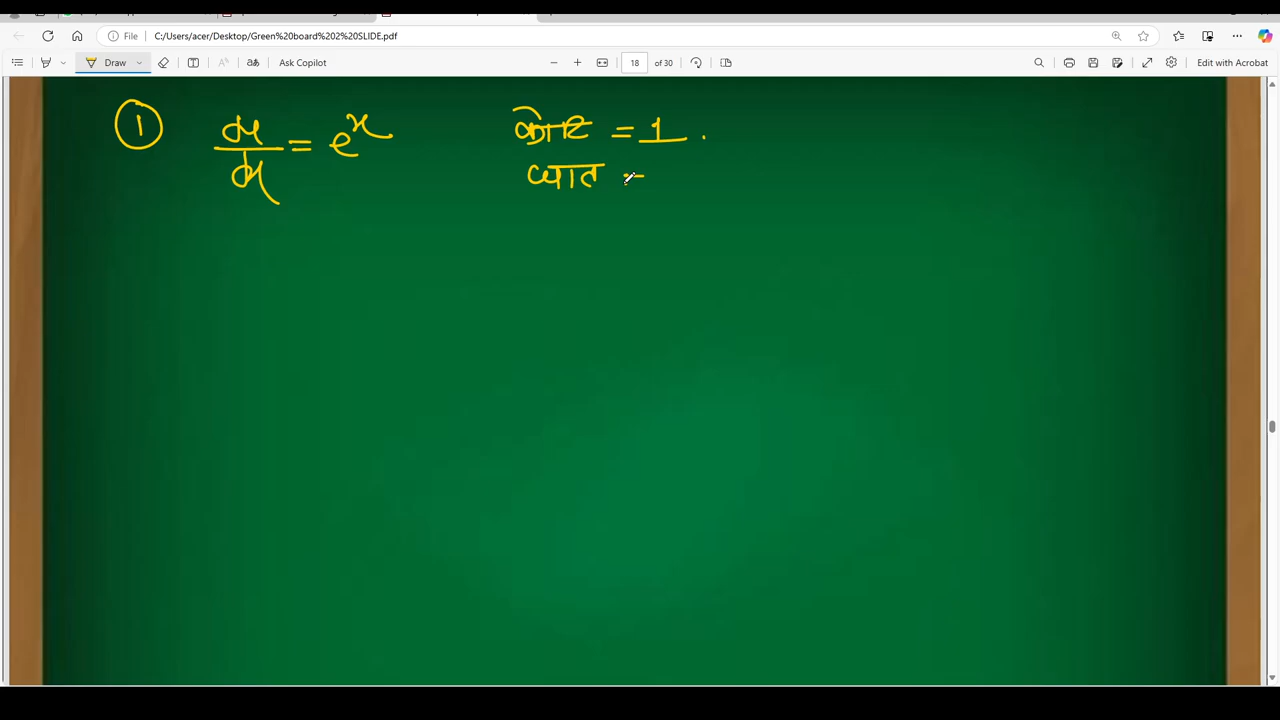 File
C:/Users/acer/Desktop/Green%20board%202%20SLIDE.pdf
Draw
Ask Copilot
18 of 30
Edit with Acrobat
1 dy/dx = e^x कोटि = 1 .
घात =